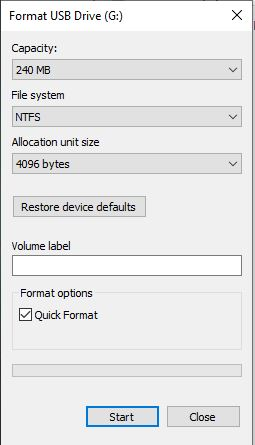 Format USB Drive (G:)
Capacity:
240 MB
File system
NTFS
Allocation unit size
4096 bytes
Restore device defaults
Volume label
Format options
Quick Format
Start
Close